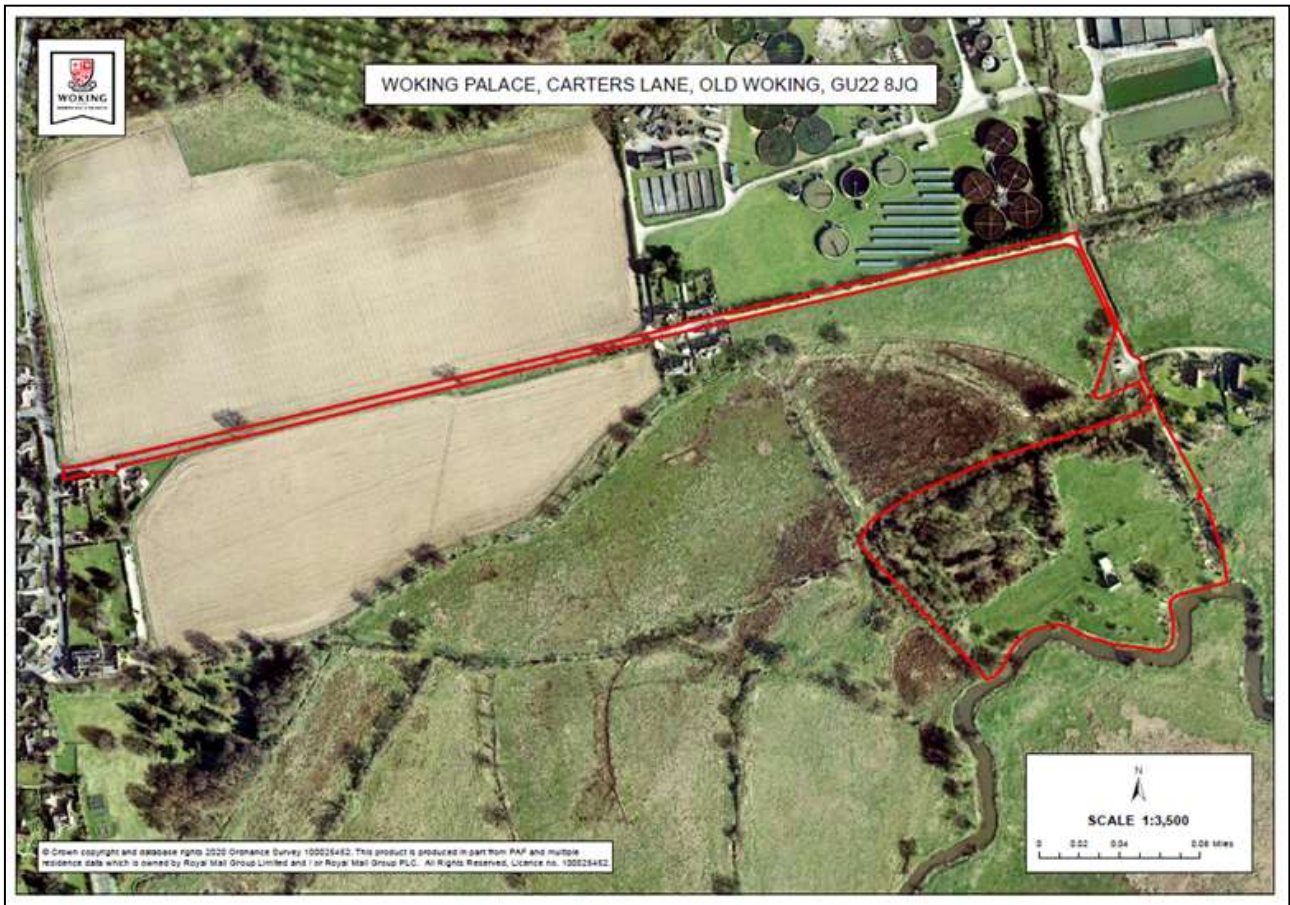 WOKING PALACE, CARTERS LANE, OLD WOKING, GU22 8JQ
WOKING
N
SCALE 1:3,500
0 0.02 0.04 0.08 Miles
© Crown copyright and database rights 2020 Ordnance Survey 100025452. This product is produced in part from PAF and multiple
residence data which is owned by Royal Mail Group Limited and / or Royal Mail Group PLC. All Rights Reserved, Licence no. 100025452.